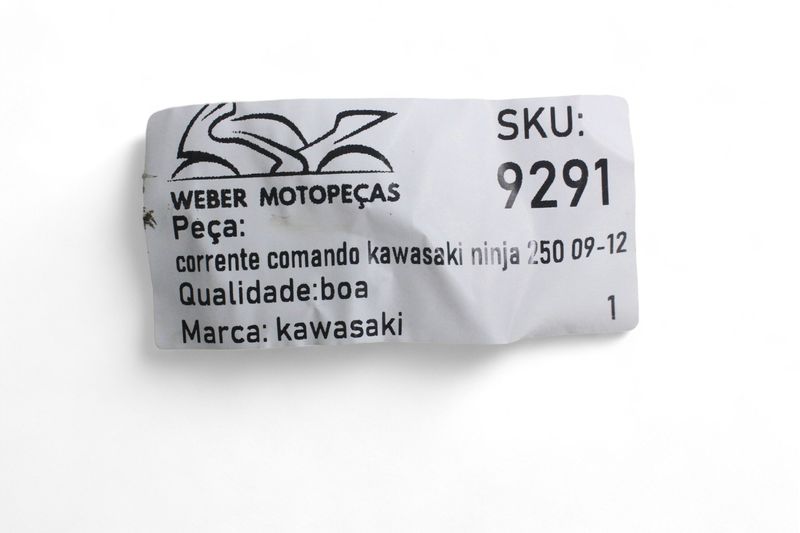 WEBER MOTOPEÇAS
SKU:
9291
Peça:
corrente comando kawasaki ninja 250 09-12
Qualidade:boa
Marca: kawasaki
1